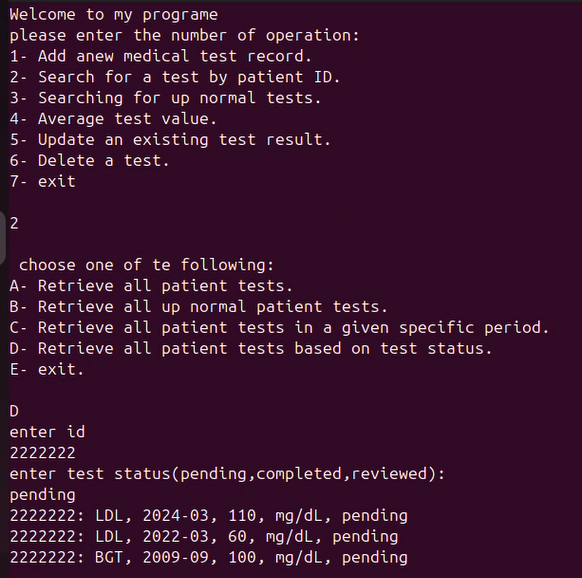 Welcome to my programe
please enter the number of operation:
1- Add anew medical test record.
2- Search for a test by patient ID.
3- Searching for up normal tests.
4- Average test value.
5- Update an existing test result.
6- Delete a test.
7- exit
2
choose one of te following:
A- Retrieve all patient tests.
B- Retrieve all up normal patient tests.
C- Retrieve all patient tests in a given specific period.
D- Retrieve all patient tests based on test status.
E- exit.
D
enter id
2222222
enter test status(pending,completed,reviewed):
pending
2222222: LDL, 2024-03, 110, mg/dL, pending
2222222: LDL, 2022-03, 60, mg/dL, pending
2222222: BGT, 2009-09, 100, mg/dL, pending